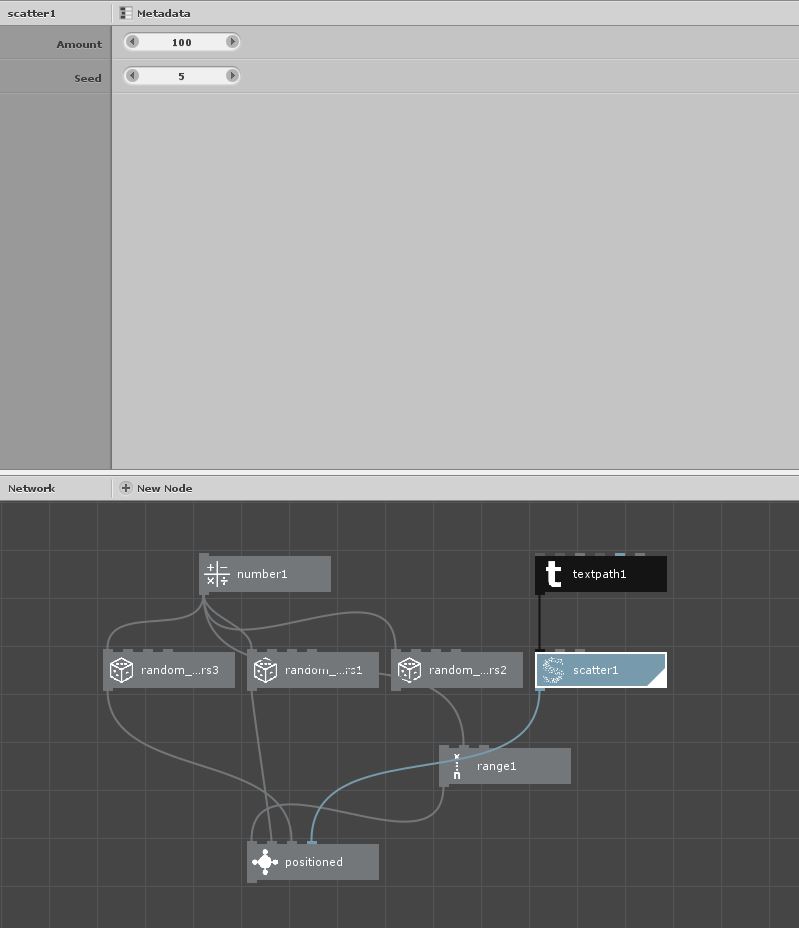 scatter1 Metadata
Amount 100
Seed 5
Network New Node
number1 textpath1
random_...rs3 random_...rs1 random_...rs2 scatter1
range1
positioned